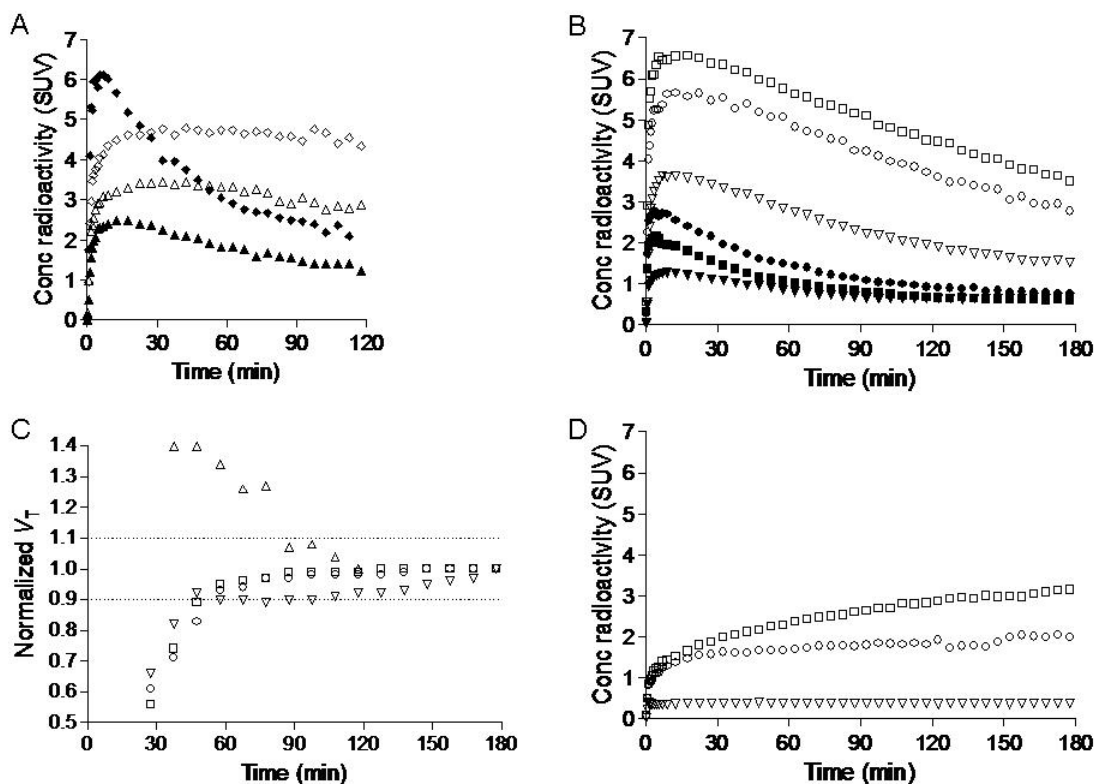 A
Conc radioactivity (SUV)
7
6
5
4
3
2
1
0
0 30 60 90 120
Time (min)
B
Conc radioactivity (SUV)
7
6
5
4
3
2
1
0
0 30 60 90 120 150 180
Time (min)
C
Normalized VT
1.4
1.3
1.2
1.1
1.0
0.9
0.8
0.7
0.6
0.5
0 30 60 90 120 150 180
Time (min)
D
Conc radioactivity (SUV)
7
6
5
4
3
2
1
0
0 30 60 90 120 150 180
Time (min)